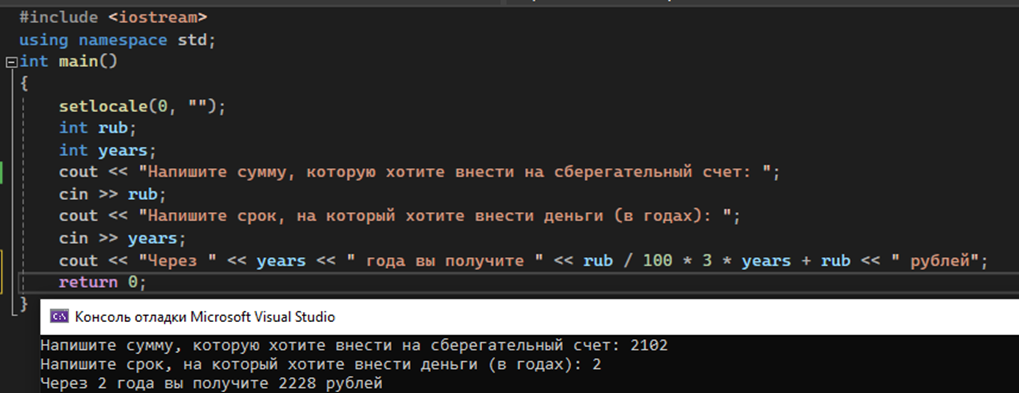 #include <iostream>
using namespace std;
int main()
{
setlocale(0, "");
int rub;
int years;
cout << "Напишите сумму, которую хотите внести на сберегательный счет: ";
cin >> rub;
cout << "Напишите срок, на который хотите внести деньги (в годах): ";
cin >> years;
cout << "Через " << years << " года вы получите " << rub / 100 * 3 * years + rub << " рублей";
return 0;
}
Консоль отладки Microsoft Visual Studio
Напишите сумму, которую хотите внести на сберегательный счет: 2102
Напишите срок, на который хотите внести деньги (в годах): 2
Через 2 года вы получите 2228 рублей